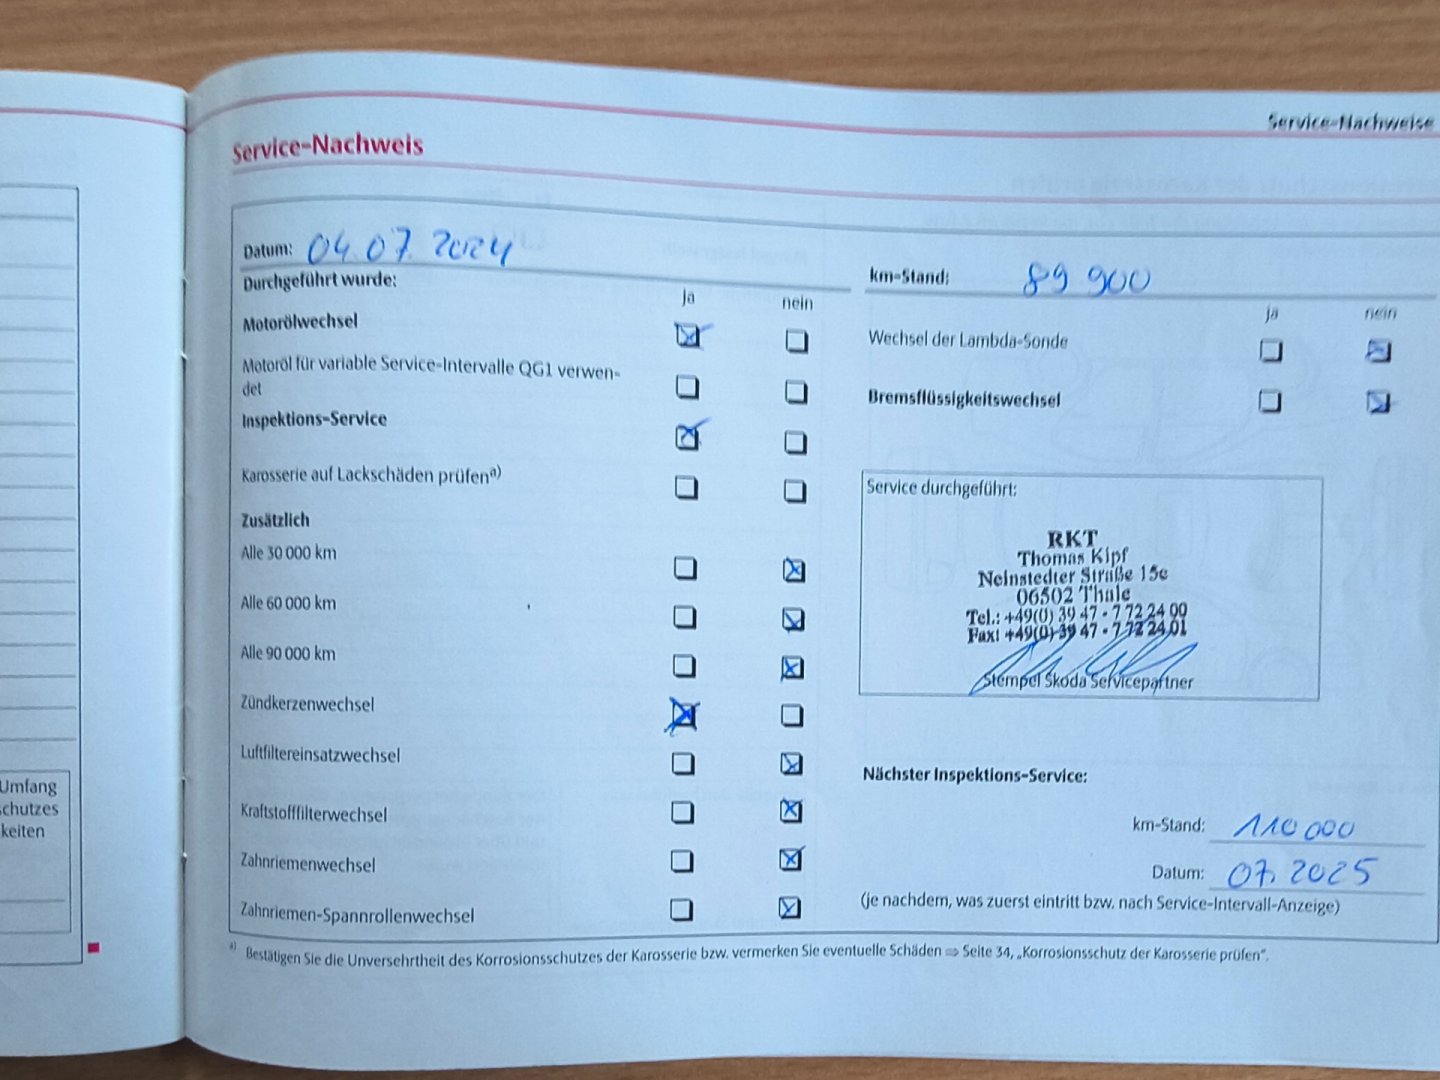 Service-Nachweise
Service-Nachweis
Datum: 04.07.2024
km-Stand: 89 900
Durchgeführt wurde:
ja nein
Motorölwechsel
Motoröl für variable Service-Intervalle QG1 verwen-
det
Inspektions-Service
Karosserie auf Lackschäden prüfen a)
Zusätzlich
Alle 30 000 km
Alle 60 000 km
Alle 90 000 km
Zündkerzenwechsel
Luftfiltereinsatzwechsel
Kraftstofffilterwechsel
Zahnriemenwechsel
Zahnriemen-Spannrollenwechsel
ja nein
Wechsel der Lambda-Sonde
Bremsflüssigkeitswechsel
Service durchgeführt:
RKT
Thomas Kipf
Neinstedter Straße 15c
06502 Thale
Tel.: +49(0) 39 47 - 7 72 24 00
Fax: +49(0) 39 47 - 7 72 24 01
Stempel Skoda Servicepartner
Nächster Inspektions-Service:
km-Stand: 110 000
Datum: 07. 2025
(je nachdem, was zuerst eintritt bzw. nach Service-Intervall-Anzeige)
a) Bestätigen Sie die Unversehrtheit des Korrosionsschutzes der Karosserie bzw. vermerken Sie eventuelle Schäden ⇒ Seite 34, „Korrosionsschutz der Karosserie prüfen“.
Umfang
schutzes
keiten